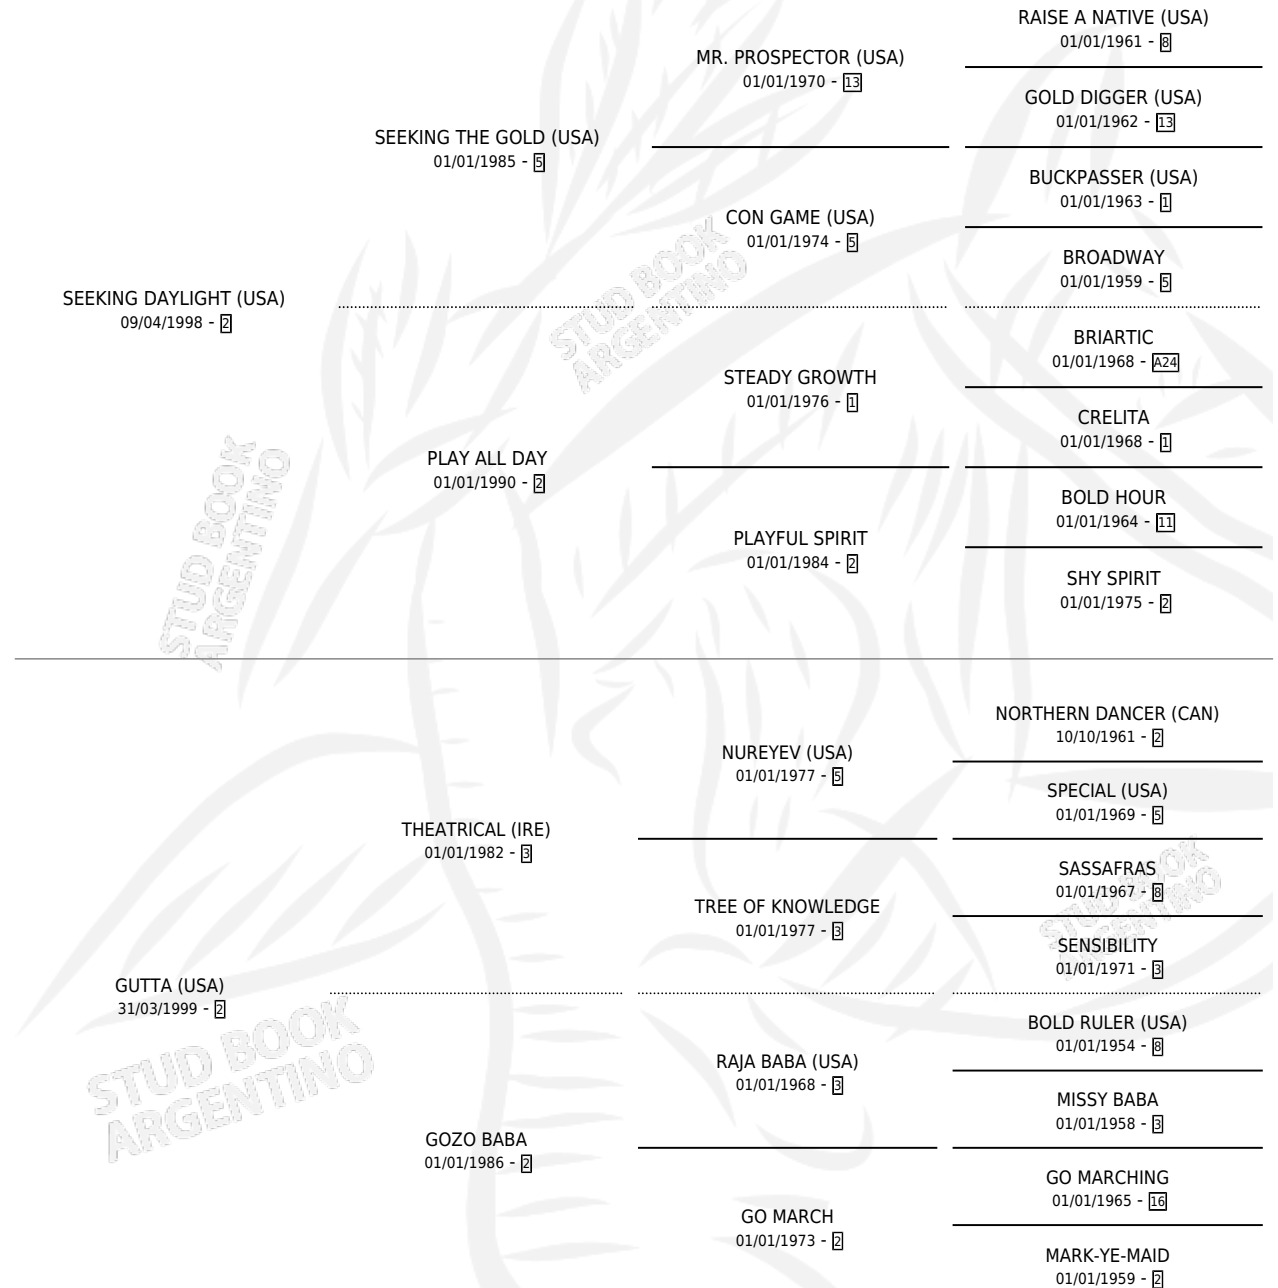 RAISE A NATIVE (USA)
01/01/1961 - 8
MR. PROSPECTOR (USA)
01/01/1970 - 13
GOLD DIGGER (USA)
01/01/1962 - 13
SEEKING THE GOLD (USA)
01/01/1985 - 5
BUCKPASSER (USA)
01/01/1963 - 1
CON GAME (USA)
01/01/1974 - 5
BROADWAY
01/01/1959 - 5
SEEKING DAYLIGHT (USA)
09/04/1998 - 2
BRIARTIC
01/01/1968 - A24
STEADY GROWTH
01/01/1976 - 1
CRELITA
01/01/1968 - 1
PLAY ALL DAY
01/01/1990 - 2
BOLD HOUR
01/01/1964 - 11
PLAYFUL SPIRIT
01/01/1984 - 2
SHY SPIRIT
01/01/1975 - 2
STUD BOOK
ARGENTINO
STUD BOOK
ARGENTINO
NORTHERN DANCER (CAN)
10/10/1961 - 2
NUREYEV (USA)
01/01/1977 - 5
SPECIAL (USA)
01/01/1969 - 5
THEATRICAL (IRE)
01/01/1982 - 3
SASSAFRAS
01/01/1967 - 8
TREE OF KNOWLEDGE
01/01/1977 - 3
SENSIBILITY
01/01/1971 - 3
STUD BOOK
ARGENTINO
GUTTA (USA)
31/03/1999 - 2
BOLD RULER (USA)
01/01/1954 - 8
RAJA BABA (USA)
01/01/1968 - 3
MISSY BABA
01/01/1958 - 3
STUD BOOK
ARGENTINO
GOZO BABA
01/01/1986 - 2
GO MARCHING
01/01/1965 - 16
GO MARCH
01/01/1973 - 2
MARK-YE-MAID
01/01/1959 - 2